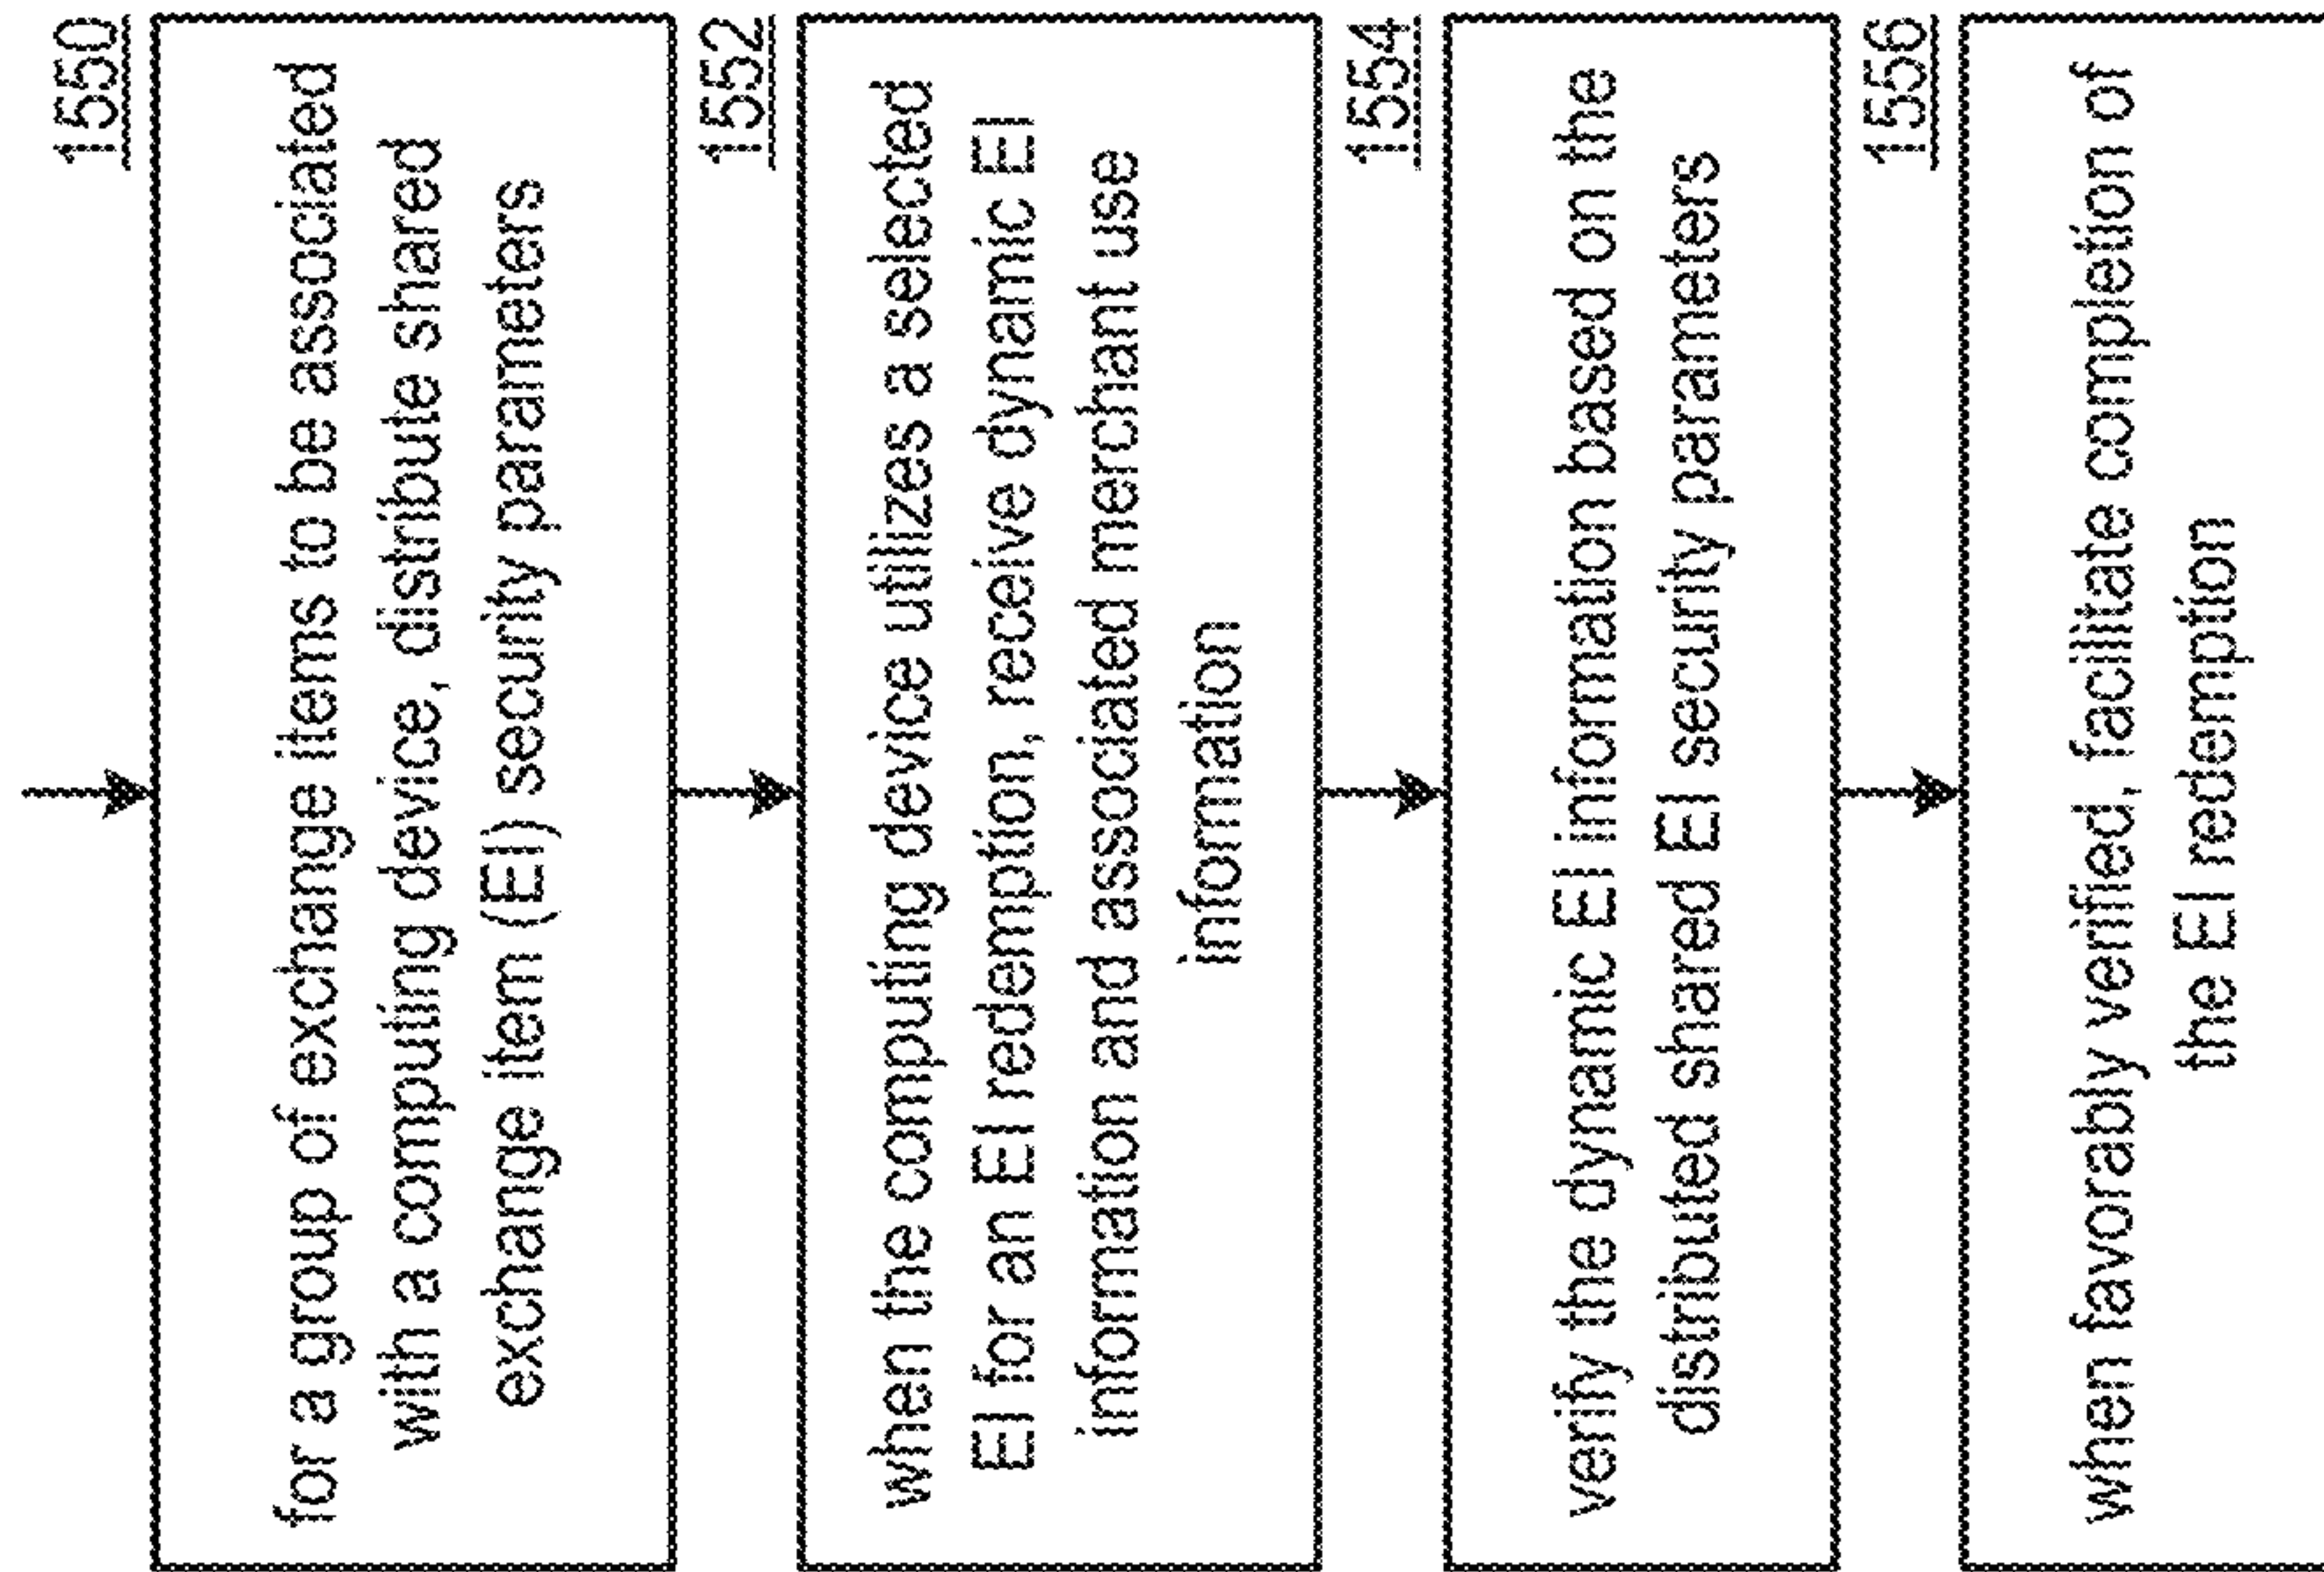 1550
for a group of exchange items to be associated
with a computing device, distribute shared
exchange item (EI) security parameters
1552
when the computing device utilizes a selected
EI for an EI redemption, receive dynamic EI
information and associated merchant use
information
1554
verify the dynamic EI information based on the
distributed shared EI security parameters
1556
when favorably verified, facilitate completion of
the EI redemption